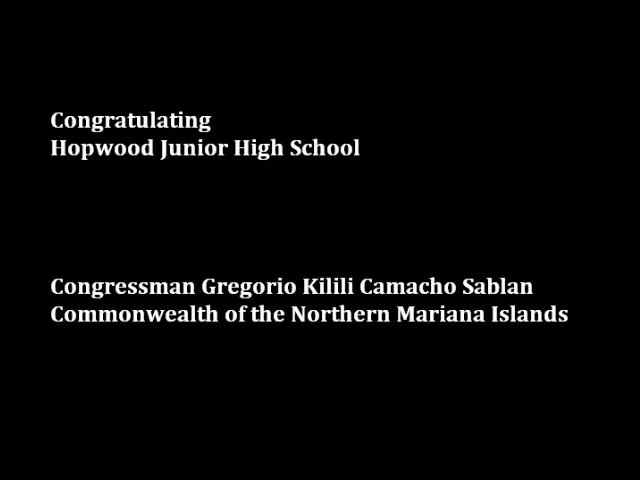 Congratulating
Hopwood Junior High School
Congressman Gregorio Kilili Camacho Sablan
Commonwealth of the Northern Mariana Islands